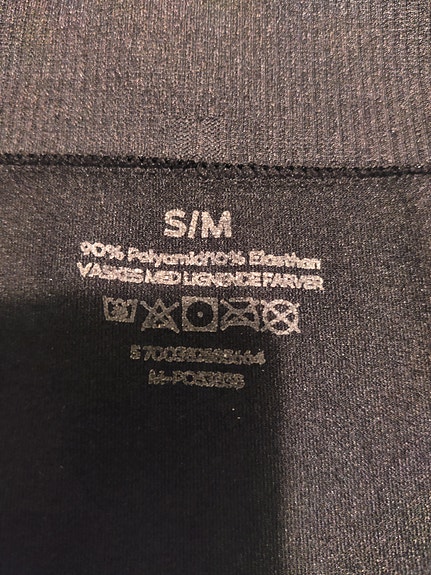 S/M
90% Polyamid 10% Elasthan
VASKES MED LIGNENDE FARVER